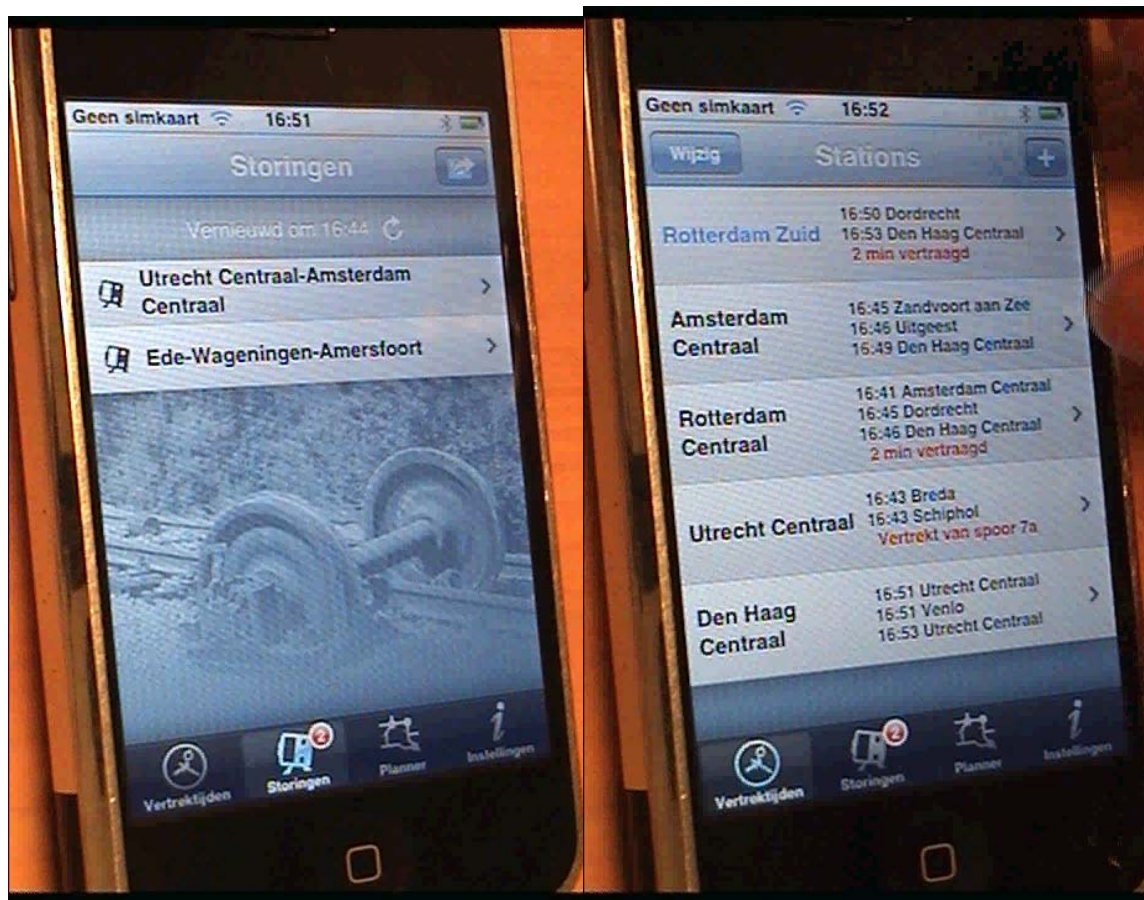 Geen simkaart 16:51
Storingen
Vernieuwd om 16:44
Utrecht Centraal-Amsterdam
Centraal
Ede-Wageningen-Amersfoort
Vertrektijden
2
Storingen
Planner
Instellingen
Geen simkaart 16:52
Wijzig Stations +
Rotterdam Zuid
16:50 Dordrecht
16:53 Den Haag Centraal
2 min vertraagd
Amsterdam
Centraal
16:45 Zandvoort aan Zee
16:46 Uitgeest
16:49 Den Haag Centraal
Rotterdam
Centraal
16:41 Amsterdam Centraal
16:45 Dordrecht
16:46 Den Haag Centraal
2 min vertraagd
Utrecht Centraal
16:43 Breda
16:43 Schiphol
Vertrekt van spoor 7a
Den Haag
Centraal
16:51 Utrecht Centraal
16:51 Venlo
16:53 Utrecht Centraal
Vertrektijden
2
Storingen
Planner
Instellingen